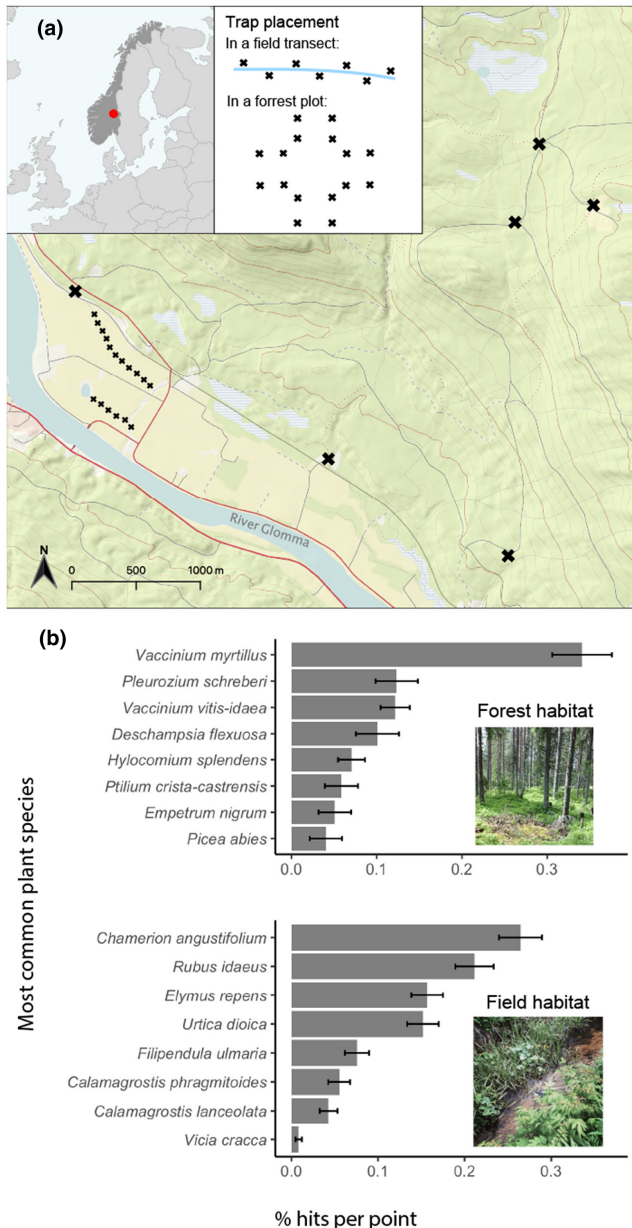 (a)
Trap placement
In a field transect:
In a forrest plot:
River Glomma
N
0 500 1000 m
(b)
Most common plant species
Vaccinium myrtillus
Pleurozium schreberi
Vaccinium vitis-idaea
Deschampsia flexuosa
Hylocomium splendens
Ptilium crista-castrensis
Empetrum nigrum
Picea abies
Forest habitat
0.0 0.1 0.2 0.3
Chamerion angustifolium
Rubus idaeus
Elymus repens
Urtica dioica
Filipendula ulmaria
Calamagrostis phragmitoides
Calamagrostis lanceolata
Vicia cracca
Field habitat
0.0 0.1 0.2 0.3
% hits per point